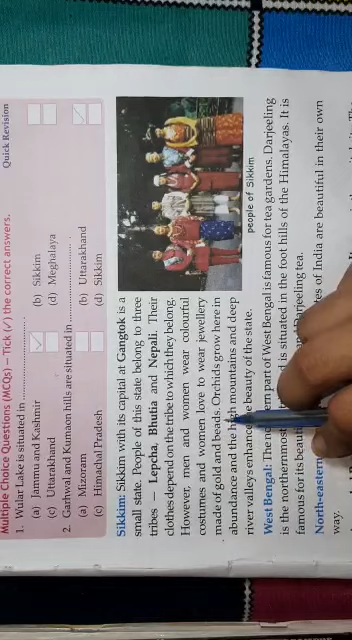 Multiple Choice Questions (MCQs) – Tick (✓) the correct answers.
Quick Revision
1. Wular Lake is situated in
(a) Jammu and Kashmir ✓ (b) Sikkim
(c) Uttarakhand (d) Meghalaya
2. Garhwal and Kumaon hills are situated in
(a) Mizoram (b) Uttarakhand ✓
(c) Himachal Pradesh (d) Sikkim
Sikkim: Sikkim with its capital at Gangtok is a
small state. People of this state belong to three
tribes — Lepcha, Bhutia and Nepali. Their
clothes depend on the tribe to which they belong.
However, men and women wear colourful
costumes and women love to wear jewellery
made of gold and beads. Orchids grow here in
abundance and the high mountains and deep
river valleys enhance the beauty of the state.
people of Sikkim
West Bengal: The part of West Bengal is famous for tea gardens. Darjeeling
is the northernmost is situated in the foot hills of the Himalayas. It is
famous for its Darjeeling tea.
North-eastern of India are beautiful in their own
way.